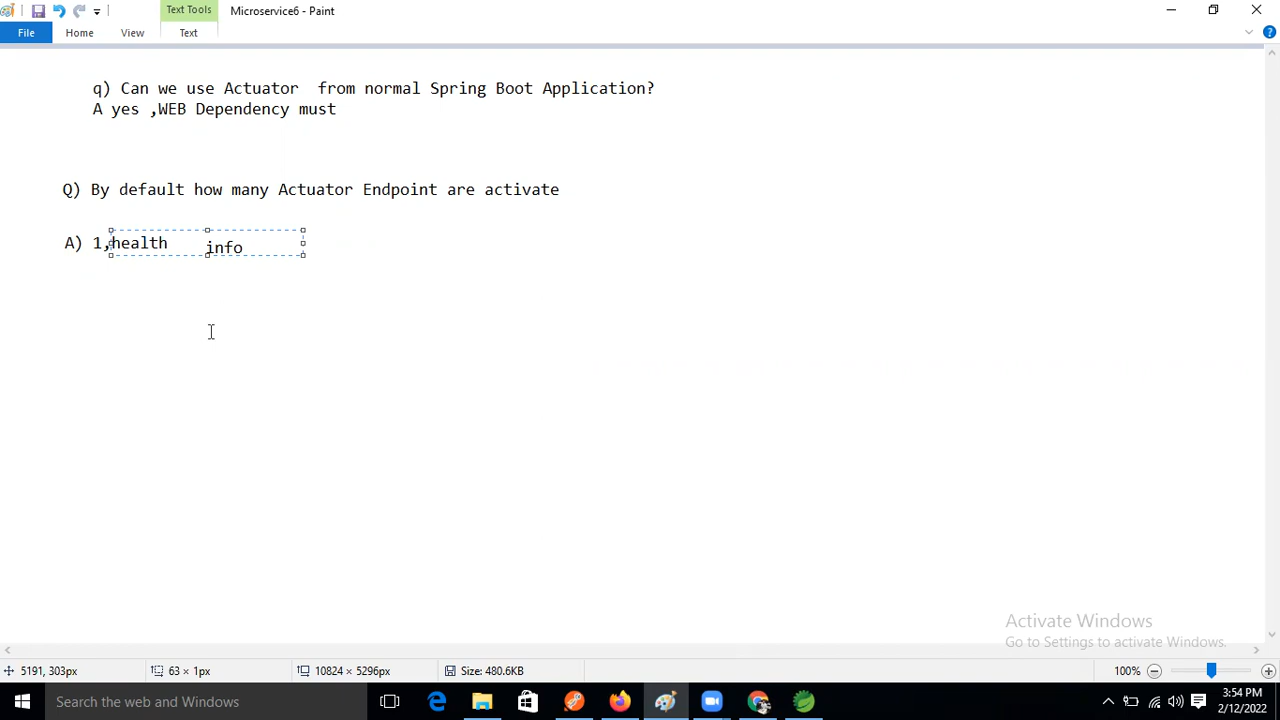 Text Tools
Microservice6 - Paint
File
Home
View
Text
q) Can we use Actuator  from normal Spring Boot Application?
A yes ,WEB Dependency must
Q) By default how many Actuator Endpoint are activate
A) 1,health    info
Activate Windows
Go to Settings to activate Windows.
5191, 303px
63 × 1px
10824 × 5296px
Size: 480.6KB
100%
Search the web and Windows
3:54 PM
2/12/2022